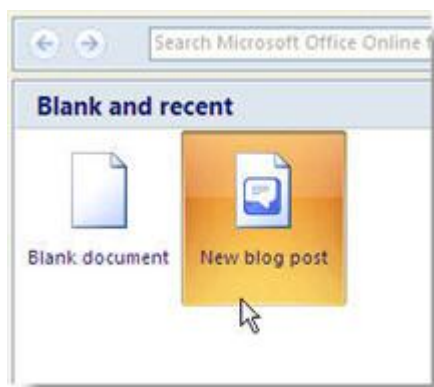 Search Microsoft Office Online f
Blank and recent
Blank document
New blog post